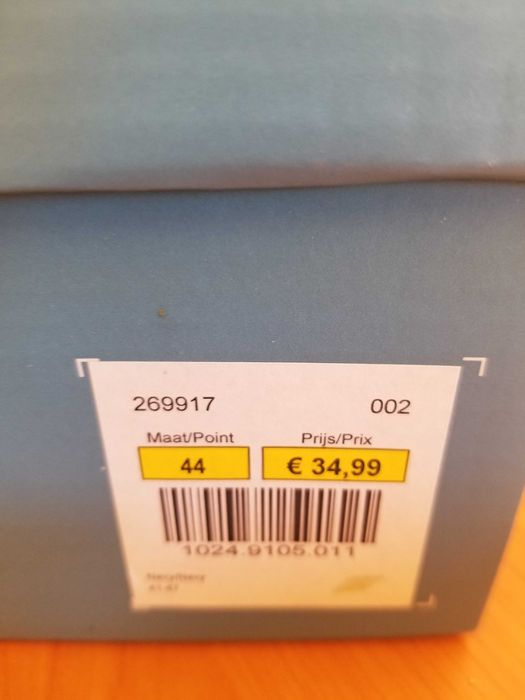 269917 002
Maat/Point Prijs/Prix
44 € 34,99
1024.9105.011